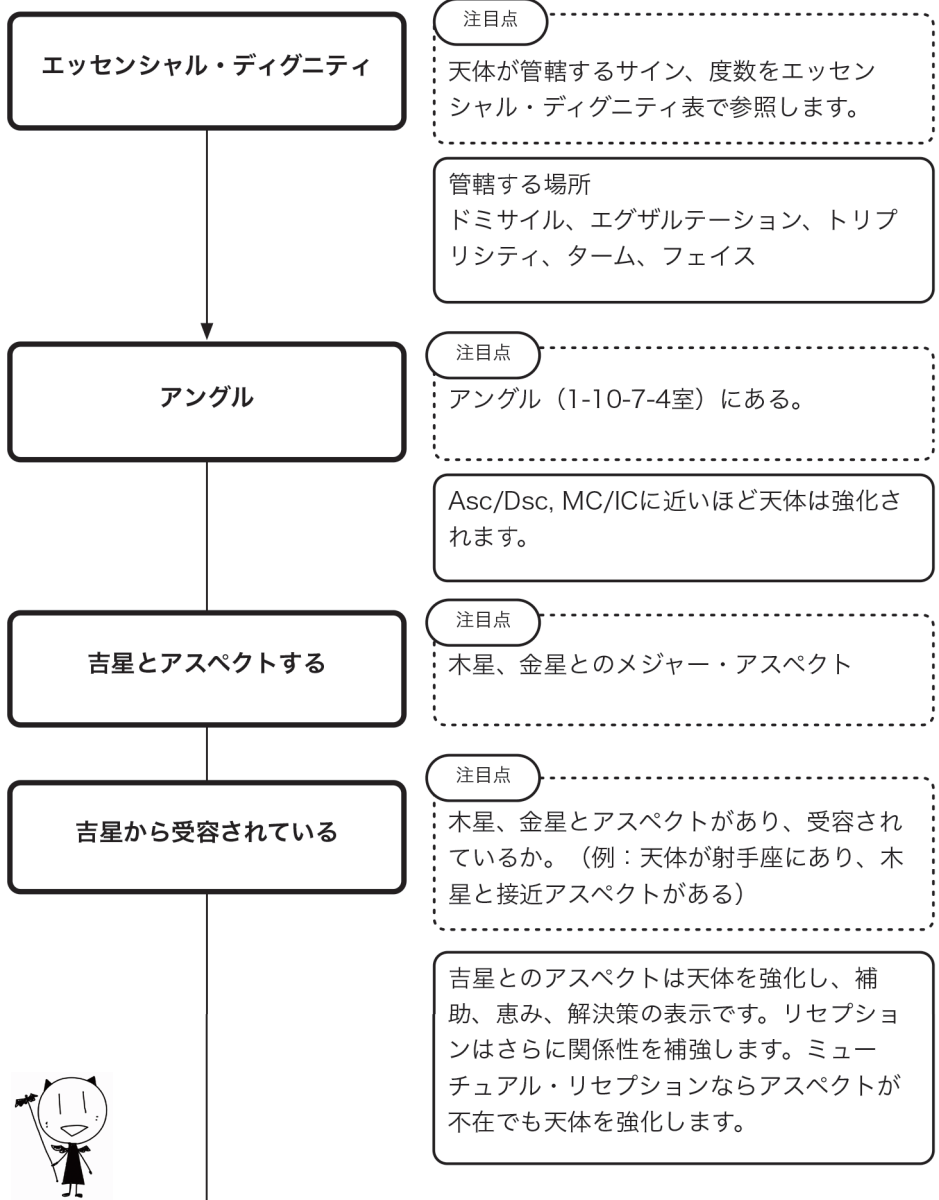 エッセンシャル・ディグニティ
注目点
天体が管轄するサイン、度数をエッセン
シャル・ディグニティ表で参照します。
管轄する場所
ドミサイル、エグザルテーション、トリプ
リシティ、ターム、フェイス
アングル
注目点
アングル（1-10-7-4室）にある。
Asc/Dsc, MC/ICに近いほど天体は強化さ
れます。
吉星とアスペクトする
注目点
木星、金星とのメジャー・アスペクト
吉星から受容されている
注目点
木星、金星とアスペクトがあり、受容され
ているか。（例：天体が射手座にあり、木
星と接近アスペクトがある）
吉星とのアスペクトは天体を強化し、補
助、恵み、解決策の表示です。リセプショ
ンはさらに関係性を補強します。ミュー
チュアル・リセプションならアスペクトが
不在でも天体を強化します。